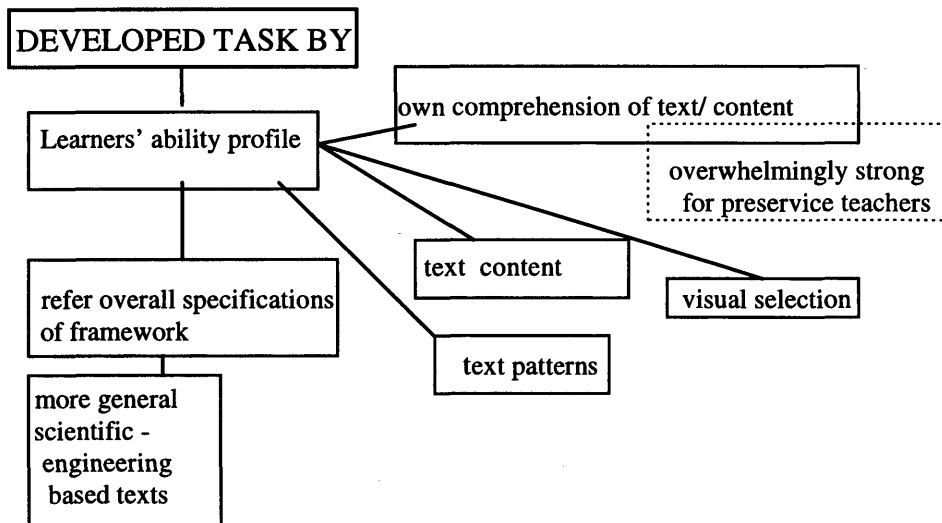 DEVELOPED TASK BY
Learners' ability profile
own comprehension of text/ content
overwhelmingly strong
for preservice teachers
text content
visual selection
refer overall specifications
of framework
text patterns
more general
scientific -
engineering
based texts